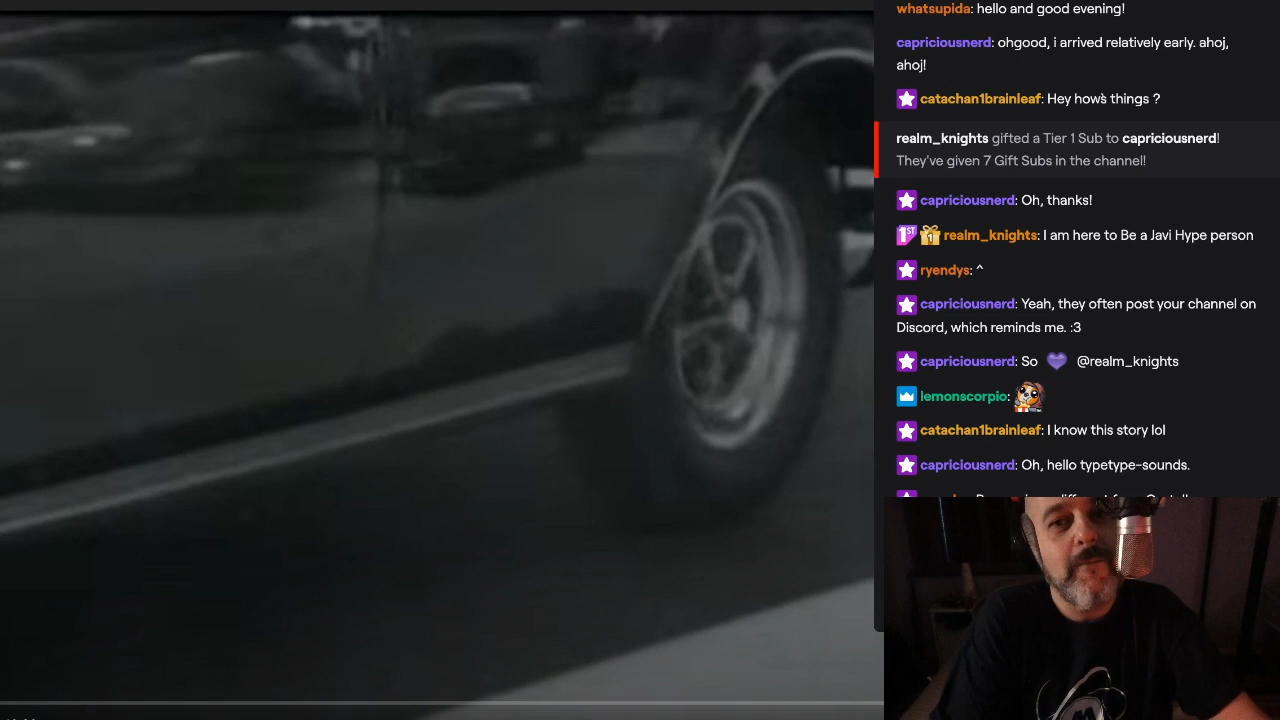 whatsupida: hello and good evening!
capriciousnerd: ohgood, i arrived relatively early. ahoj,
ahoj!
catachan1brainleaf: Hey how's things ?
realm_knights gifted a Tier 1 Sub to capriciousnerd!
They've given 7 Gift Subs in the channel!
capriciousnerd: Oh, thanks!
1ST 1 realm_knights: I am here to Be a Javi Hype person
ryendys: ^
capriciousnerd: Yeah, they often post your channel on
Discord, which reminds me. :3
capriciousnerd: So @realm_knights
lemonscorpio:
catachan1brainleaf: I know this story lol
capriciousnerd: Oh, hello typetype-sounds.